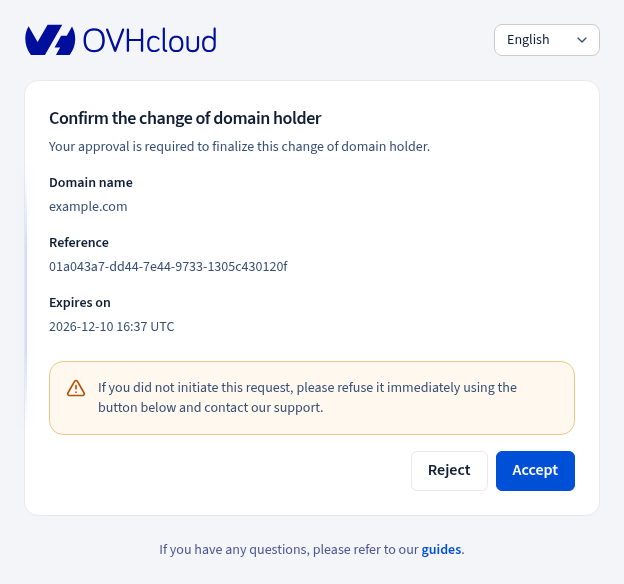 OVHcloud
English
Confirm the change of domain holder
Your approval is required to finalize this change of domain holder.
Domain name
example.com
Reference
01a043a7-dd44-7e44-9733-1305c430120f
Expires on
2026-12-10 16:37 UTC
If you did not initiate this request, please refuse it immediately using the
button below and contact our support.
Reject
Accept
If you have any questions, please refer to our guides.